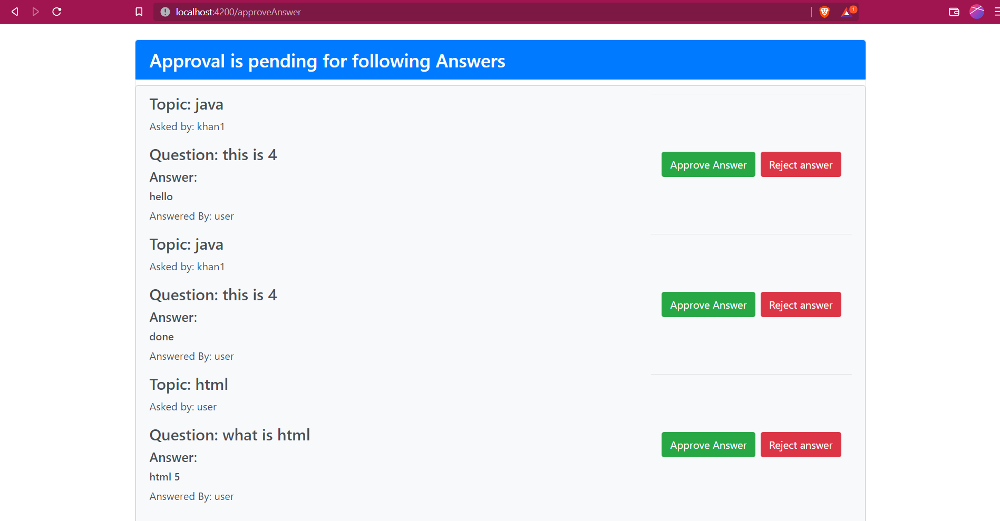 localhost:4200/approveAnswer
1
Approval is pending for following Answers
Topic: java
Asked by: khan1
Question: this is 4
Answer:
hello
Answered By: user
Approve Answer
Reject answer
Topic: java
Asked by: khan1
Question: this is 4
Answer:
done
Answered By: user
Approve Answer
Reject answer
Topic: html
Asked by: user
Question: what is html
Answer:
html 5
Answered By: user
Approve Answer
Reject answer